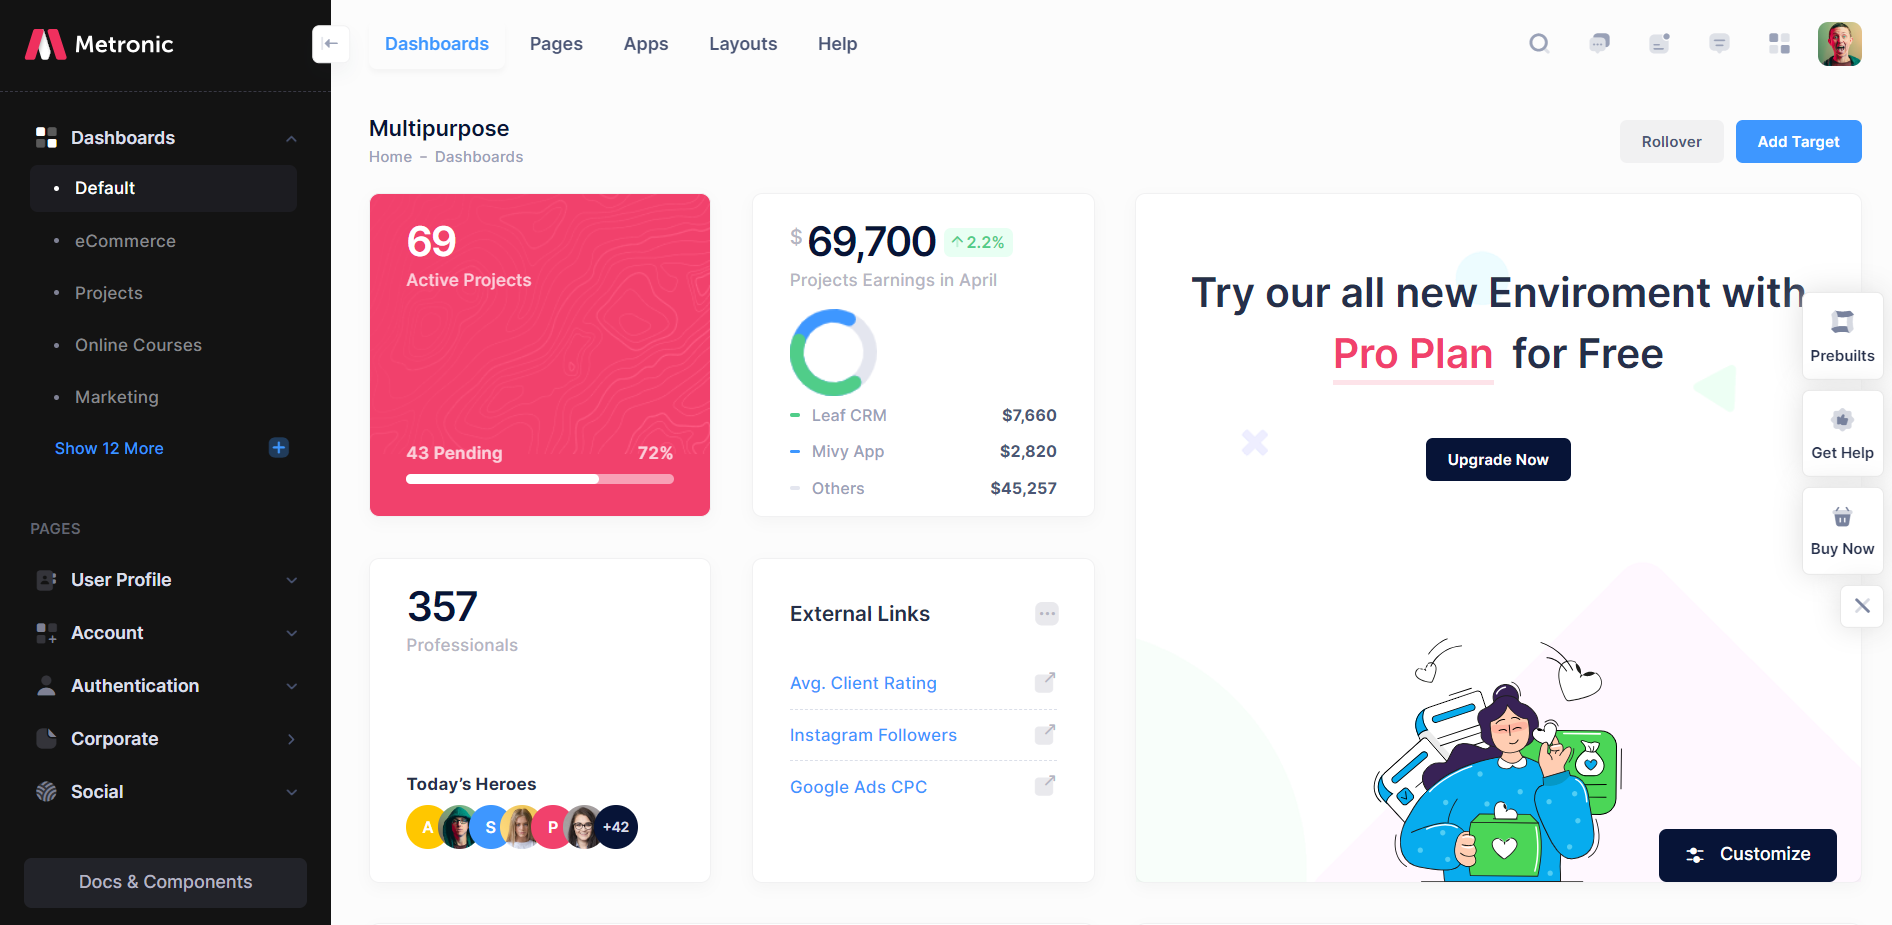 Metronic
Dashboards
Pages
Apps
Layouts
Help
Dashboards
Default
eCommerce
Projects
Online Courses
Marketing
Show 12 More
PAGES
User Profile
Account
Authentication
Corporate
Social
Docs & Components
Multipurpose
Home – Dashboards
Rollover
Add Target
69
Active Projects
43 Pending 72%
$ 69,700 2.2%
Projects Earnings in April
Leaf CRM $7,660
Mivy App $2,820
Others $45,257
Try our all new Enviroment with
Pro Plan for Free
Upgrade Now
Prebuilts
Get Help
Buy Now
357
Professionals
Today’s Heroes
A S P +42
External Links
Avg. Client Rating
Instagram Followers
Google Ads CPC
Customize